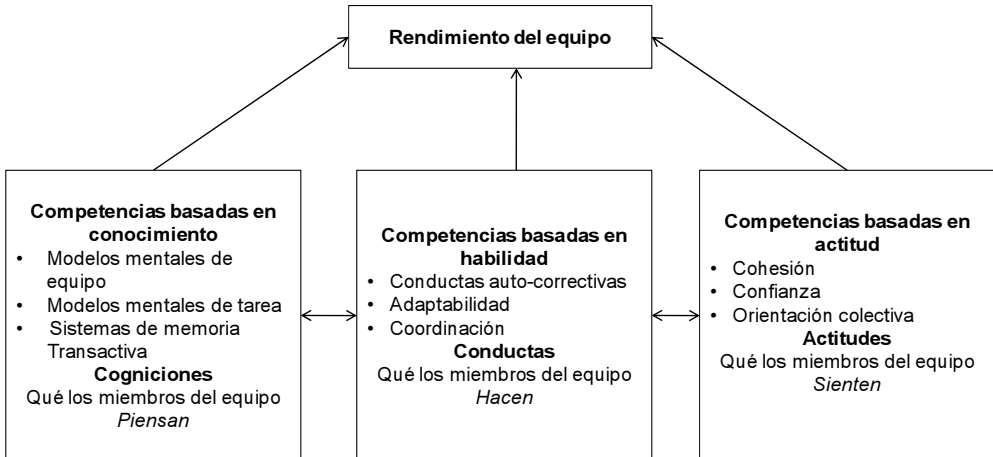 Rendimiento del equipo
Competencias basadas en
conocimiento
• Modelos mentales de
equipo
• Modelos mentales de tarea
• Sistemas de memoria
Transactiva
Cogniciones
Qué los miembros del equipo
Piensan
Competencias basadas en
habilidad
• Conductas auto-correctivas
• Adaptabilidad
• Coordinación
Conductas
Qué los miembros del equipo
Hacen
Competencias basadas en
actitud
• Cohesión
• Confianza
• Orientación colectiva
Actitudes
Qué los miembros del equipo
Sienten